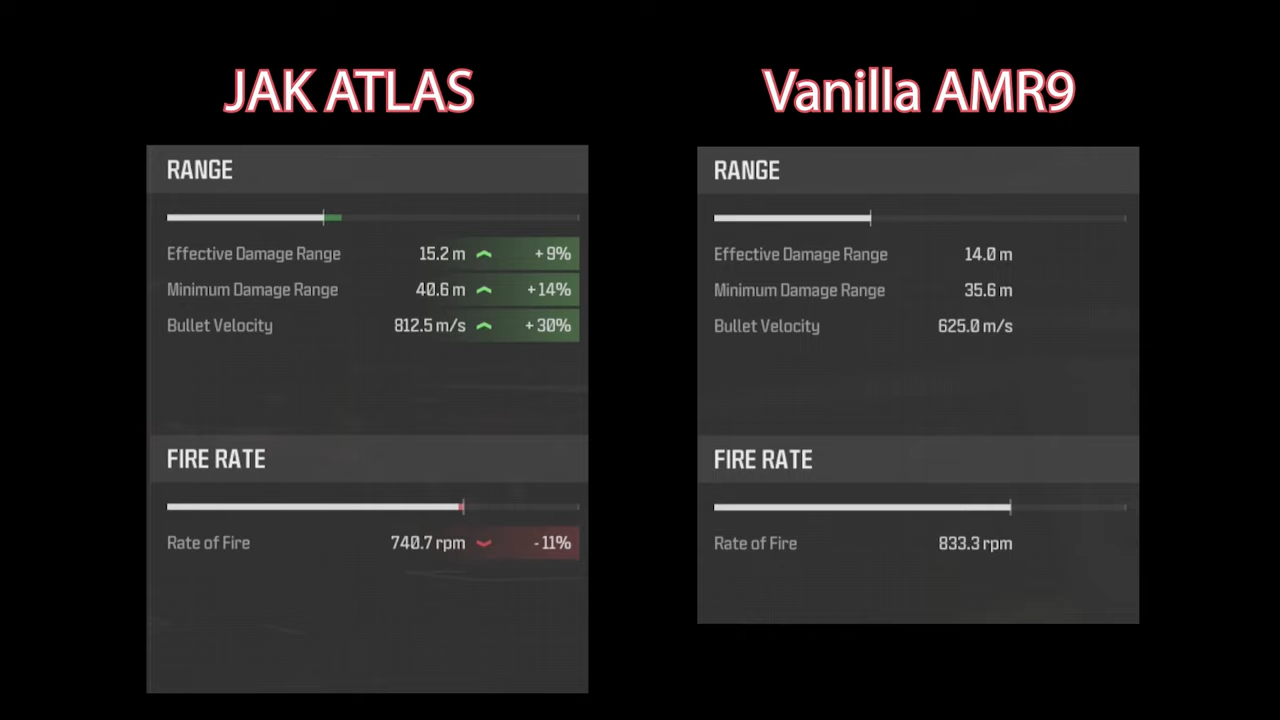 JAK ATLAS
RANGE
Effective Damage Range 15.2 m +9%
Minimum Damage Range 40.6 m +14%
Bullet Velocity 812.5 m/s +30%
FIRE RATE
Rate of Fire 740.7 rpm -11%
Vanilla AMR9
RANGE
Effective Damage Range 14.0 m
Minimum Damage Range 35.6 m
Bullet Velocity 625.0 m/s
FIRE RATE
Rate of Fire 833.3 rpm